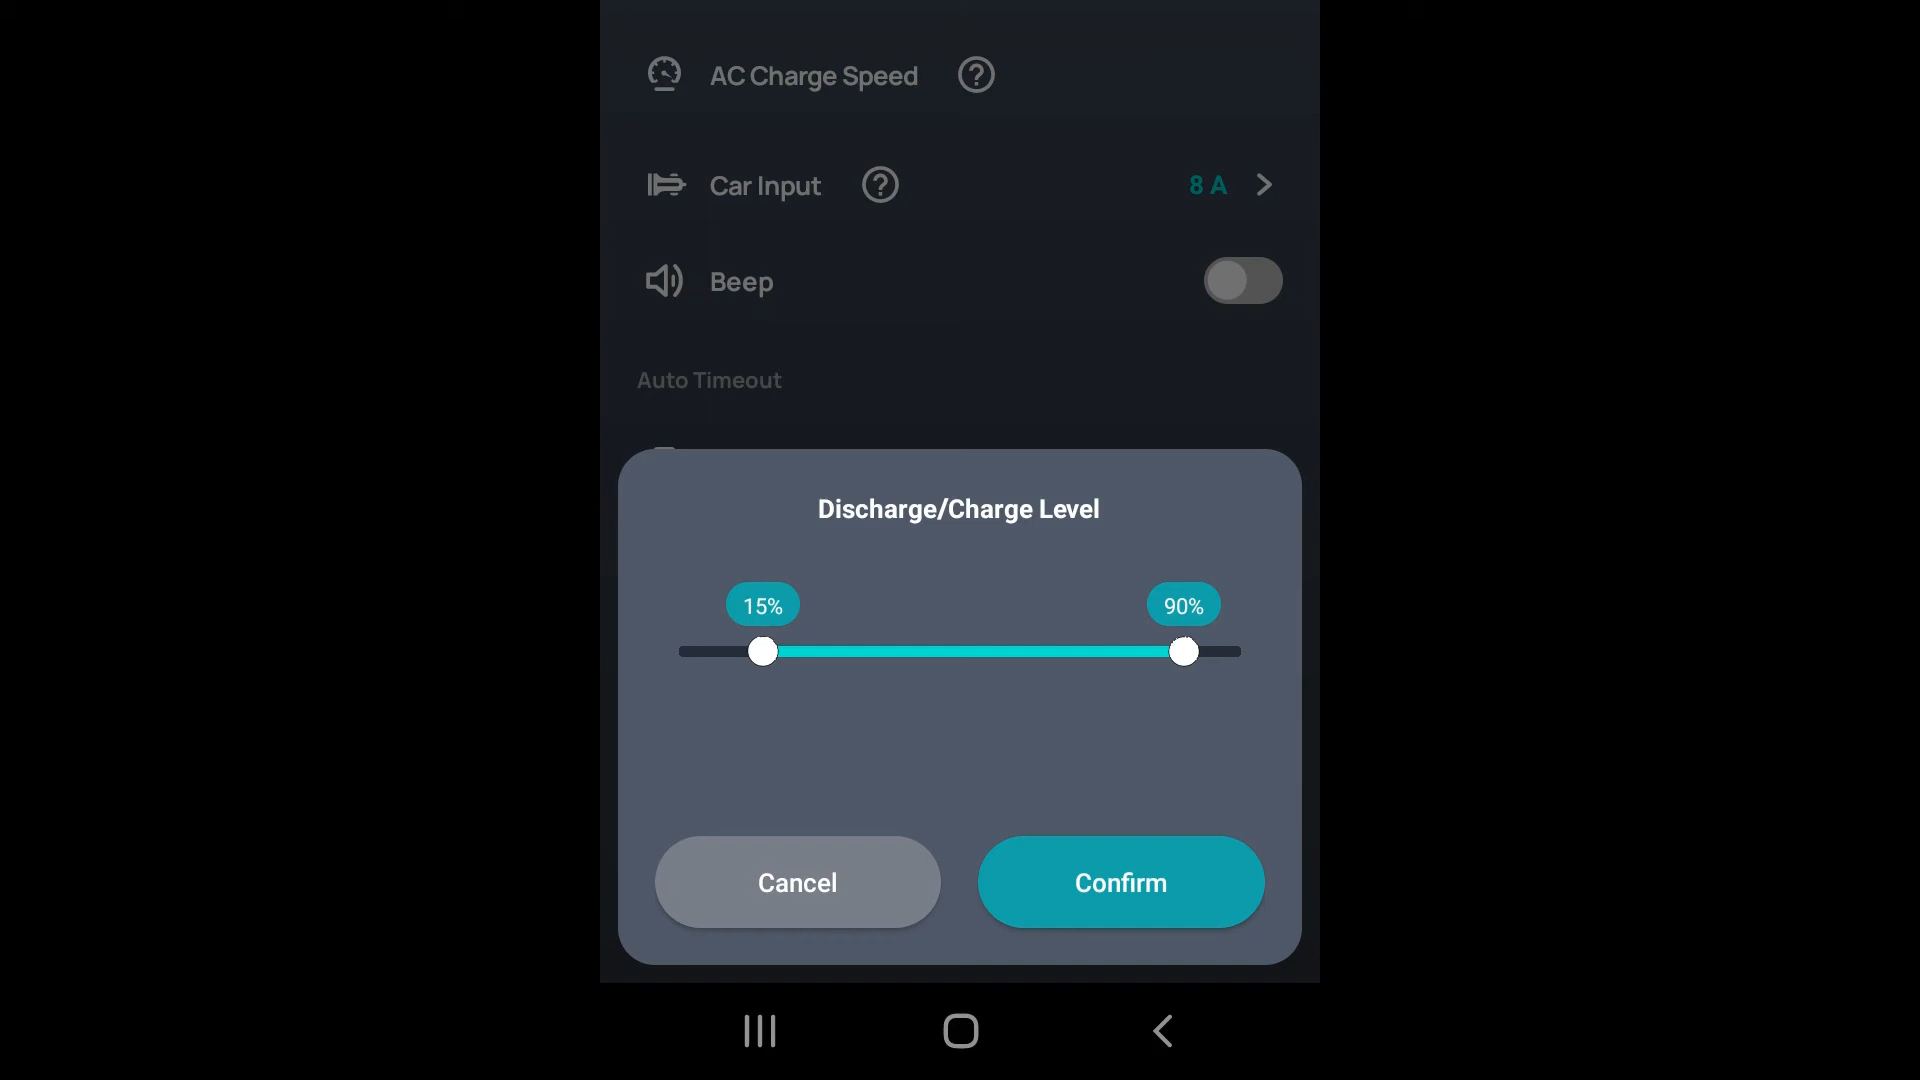 AC Charge Speed
Car Input
8 A
Beep
Auto Timeout
Discharge/Charge Level
15%
90%
Cancel
Confirm